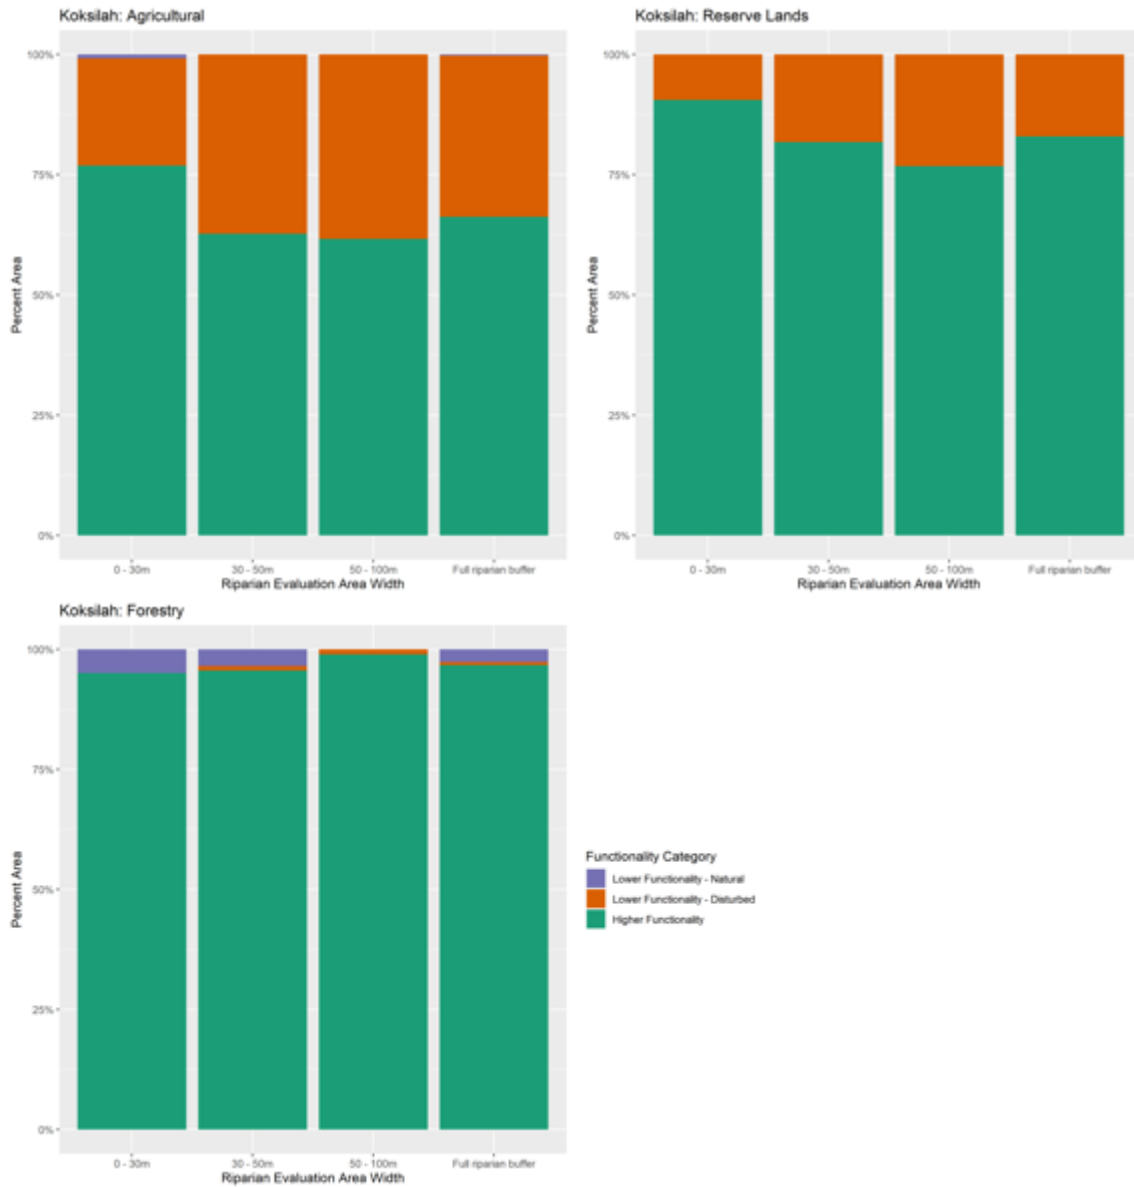 Koksilah: Agricultural
100%
75%
50%
25%
0%
Percent Area
0 - 30m
30 - 50m
50 - 100m
Full riparian buffer
Riparian Evaluation Area Width
Koksilah: Reserve Lands
100%
75%
50%
25%
0%
Percent Area
0 - 30m
30 - 50m
50 - 100m
Full riparian buffer
Riparian Evaluation Area Width
Koksilah: Forestry
100%
75%
50%
25%
0%
Percent Area
0 - 30m
30 - 50m
50 - 100m
Full riparian buffer
Riparian Evaluation Area Width
Functionality Category
Lower Functionality - Natural
Lower Functionality - Disturbed
Higher Functionality